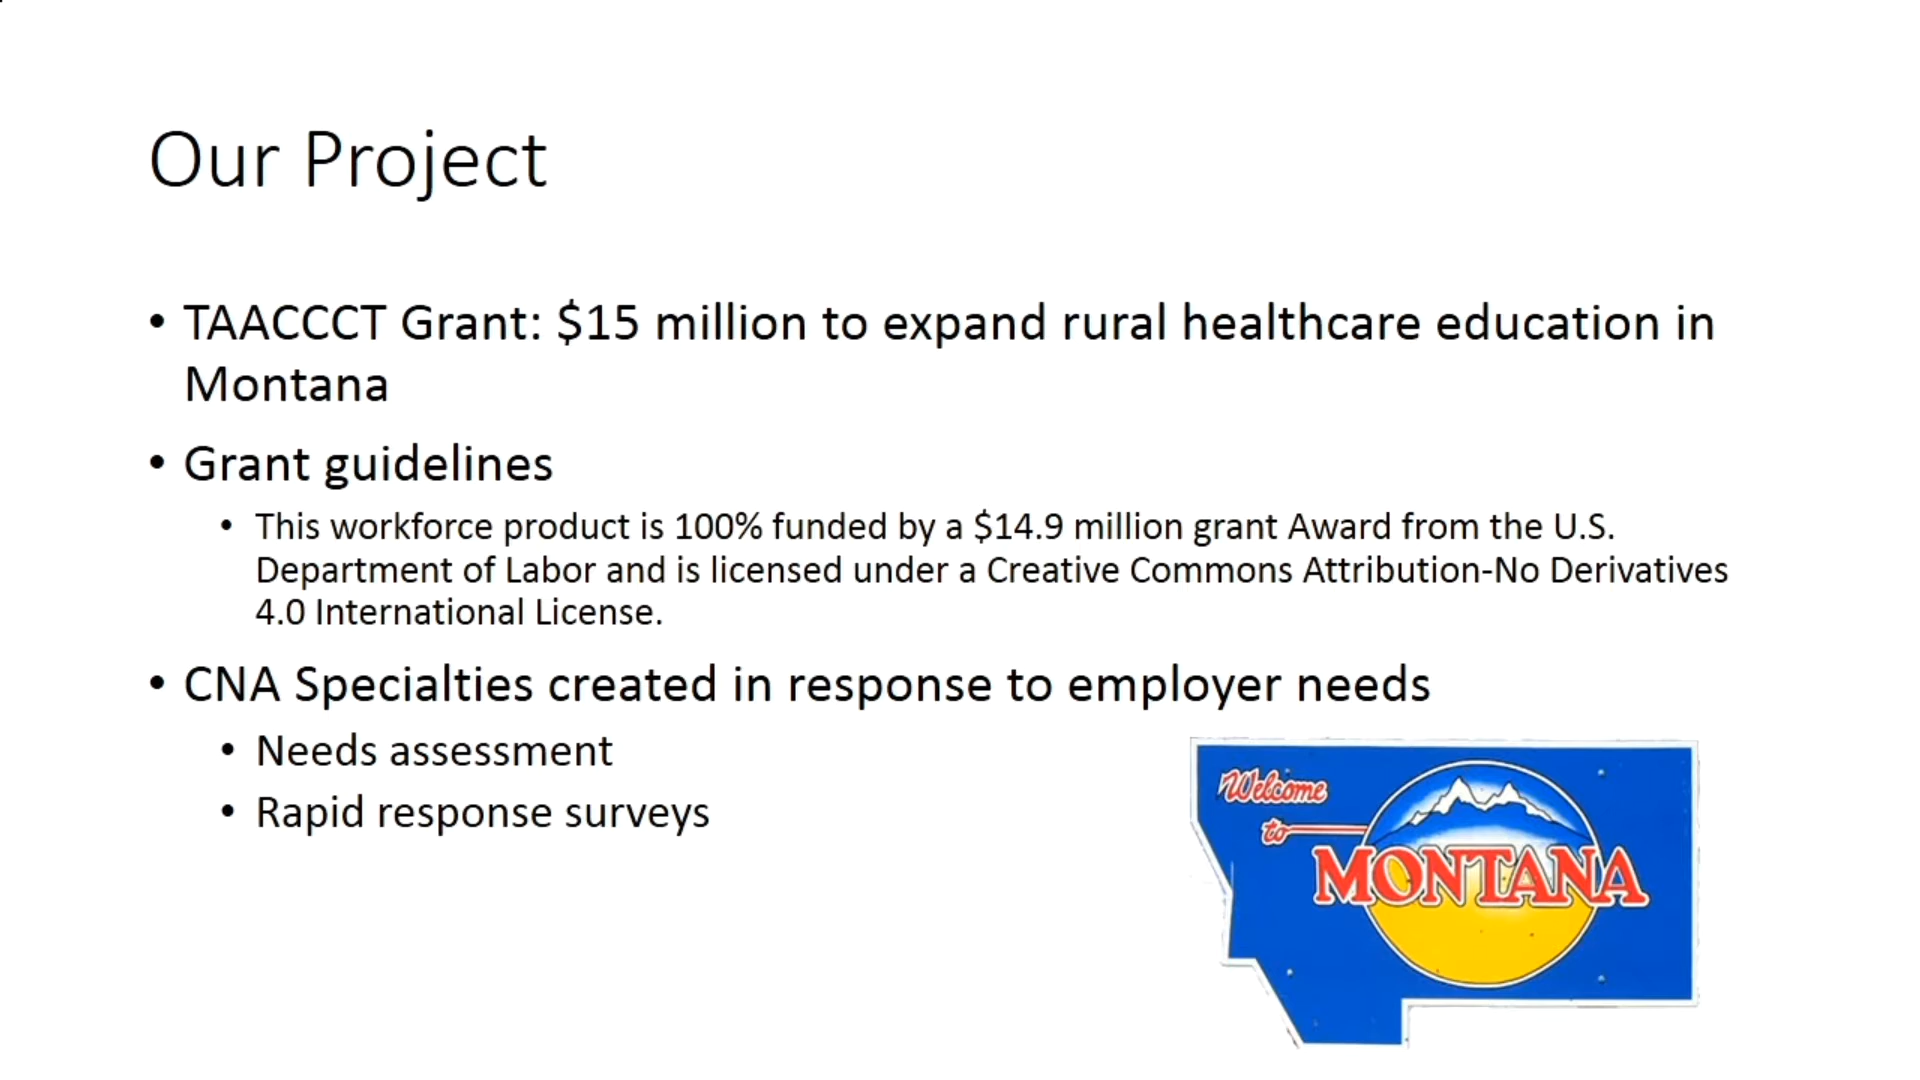 Our Project
• TAACCCT Grant: $15 million to expand rural healthcare education in
Montana
• Grant guidelines
• This workforce product is 100% funded by a $14.9 million grant Award from the U.S.
Department of Labor and is licensed under a Creative Commons Attribution-No Derivatives
4.0 International License.
• CNA Specialties created in response to employer needs
• Needs assessment
• Rapid response surveys
Welcome
to
MONTANA